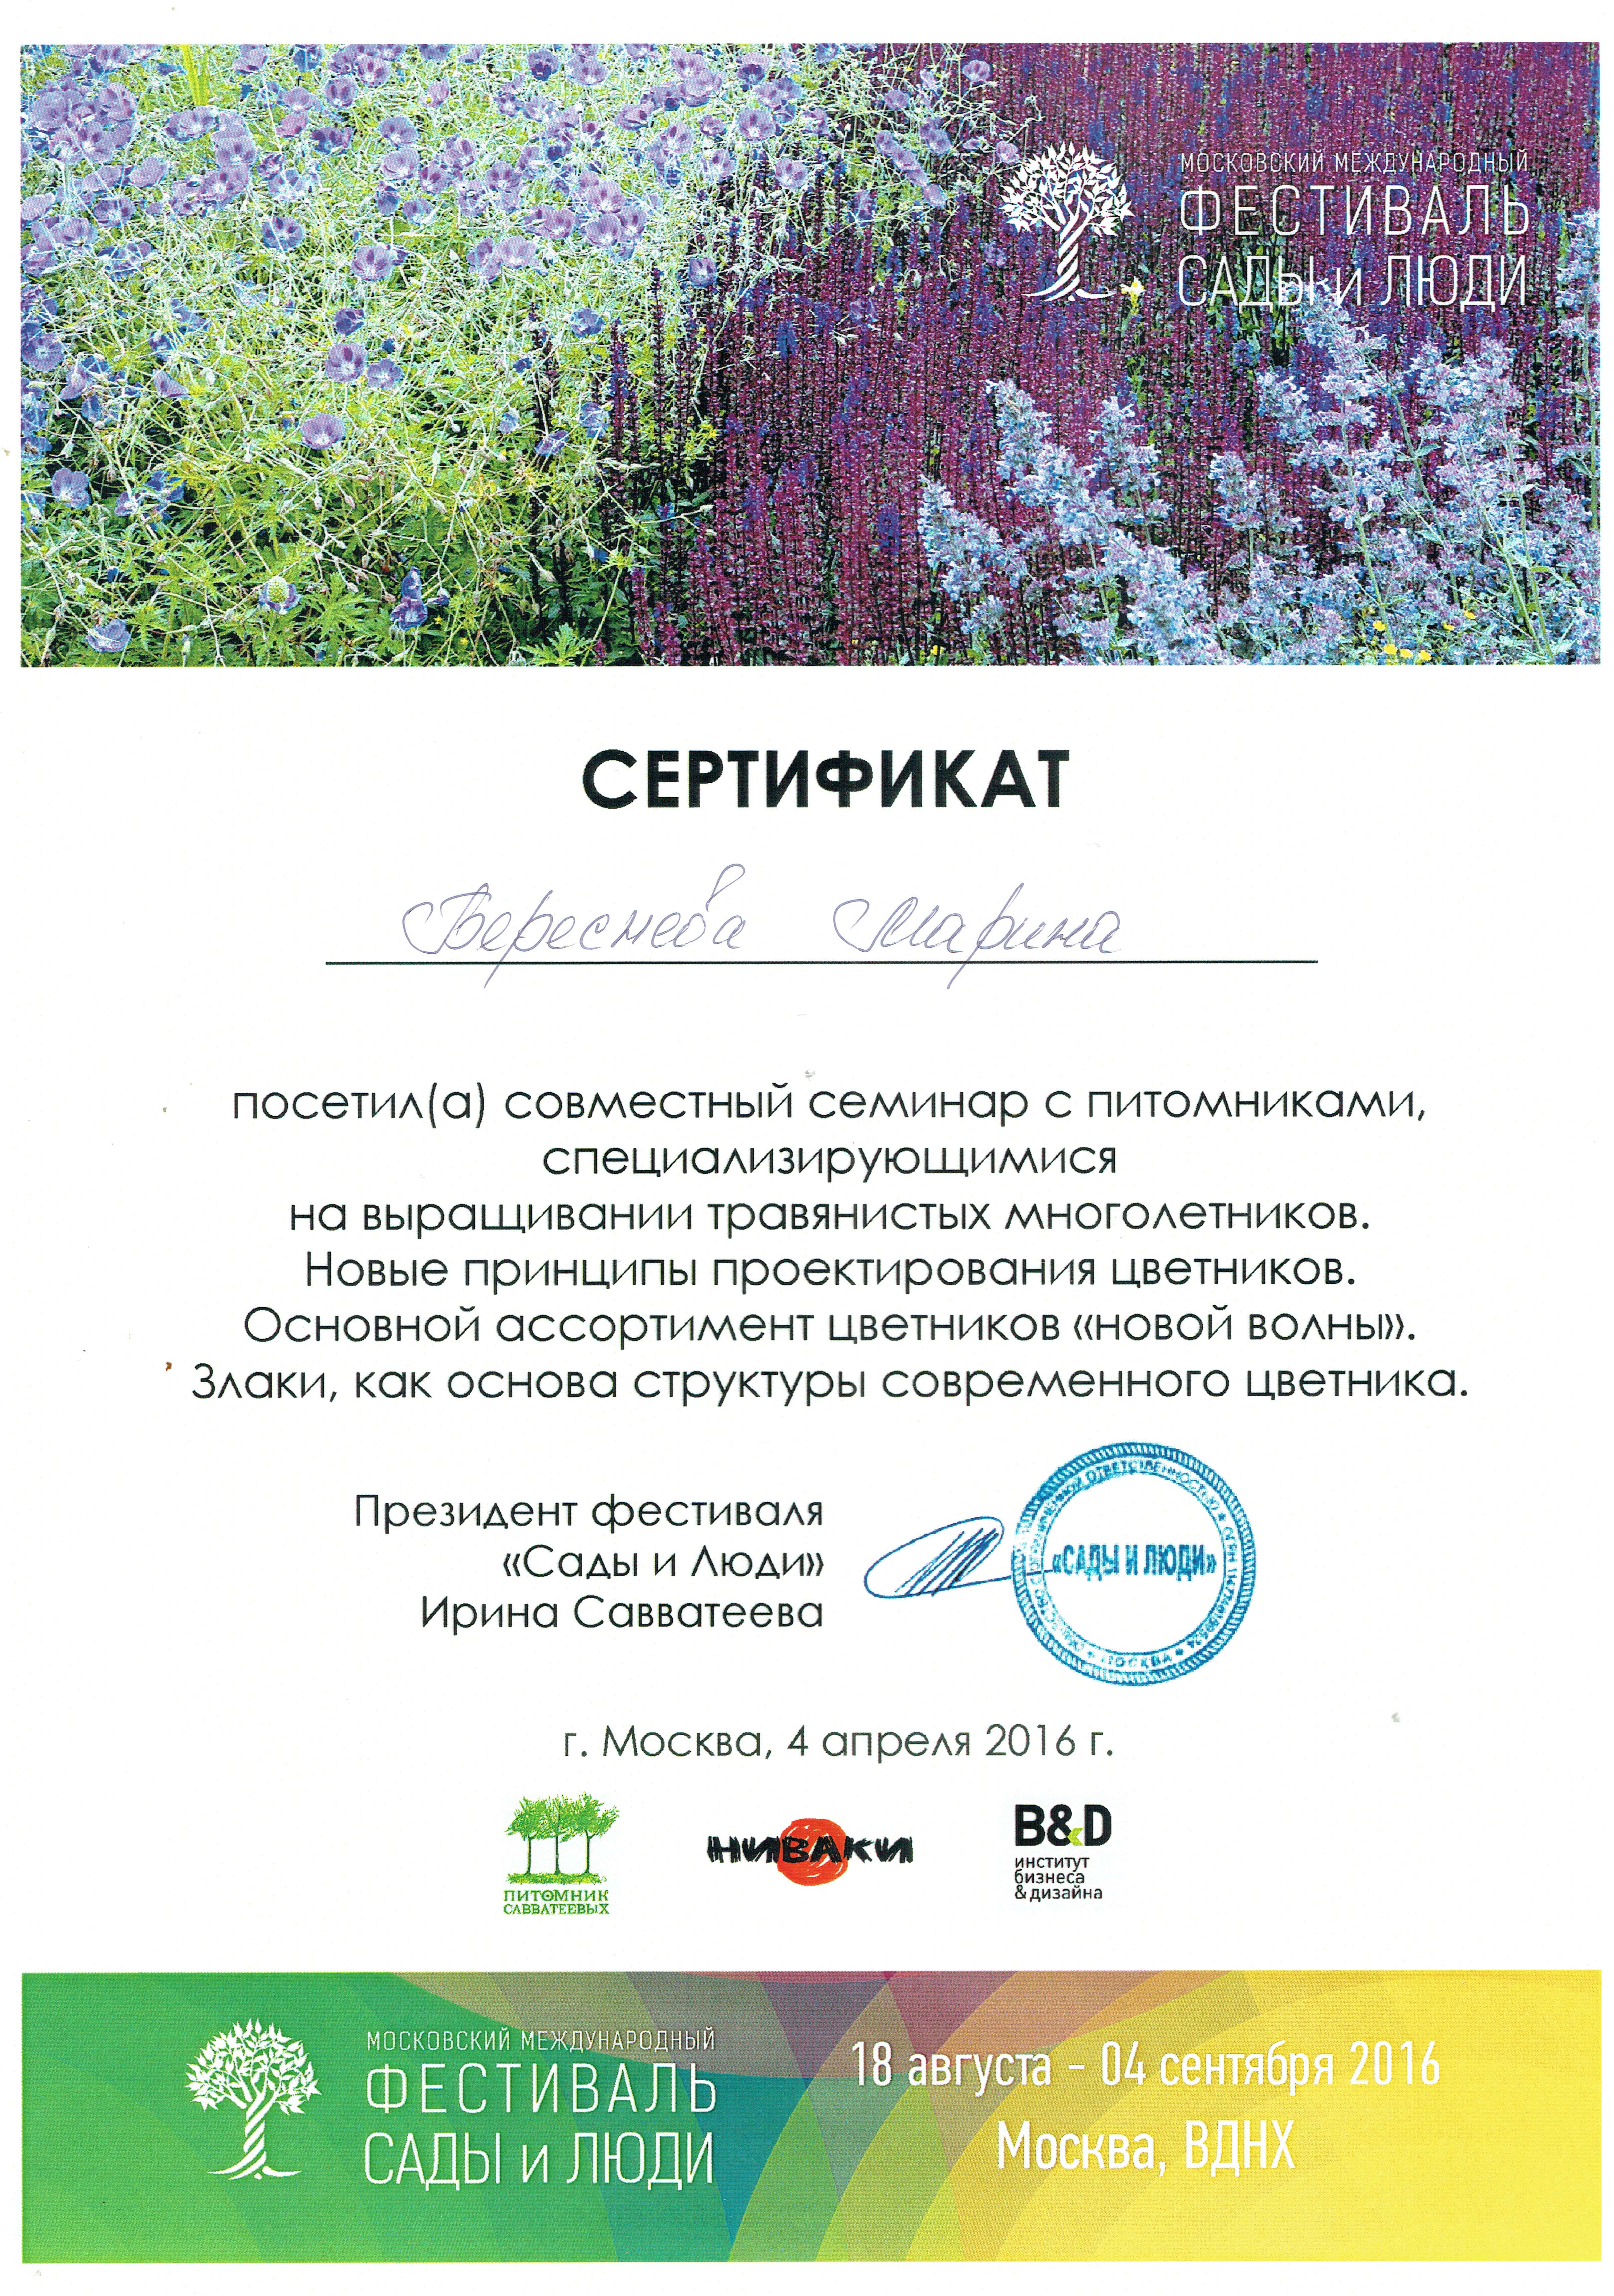 МОСКОВСКИЙ МЕЖДУНАРОДНЫЙ
ФЕСТИВАЛЬ
САДЫ и ЛЮДИ
СЕРТИФИКАТ
Береснева Марина
посетил(а) совместный семинар с питомниками,
специализирующимися
на выращивании травянистых многолетников.
Новые принципы проектирования цветников.
Основной ассортимент цветников «новой волны».
Злаки, как основа структуры современного цветника.
Президент фестиваля
«Сады и Люди»
Ирина Савватеева
ОТВЕТСТВЕННОСТЬЮ
«САДЫ И ЛЮДИ»
МОСКВА
г. Москва, 4 апреля 2016 г.
ПИТОМНИК
САВВАТЕЕВЫХ
НИВАКИ
B&D
институт
бизнеса
& дизайна
МОСКОВСКИЙ МЕЖДУНАРОДНЫЙ
ФЕСТИВАЛЬ
САДЫ и ЛЮДИ
18 августа - 04 сентября 2016
Москва, ВДНХ